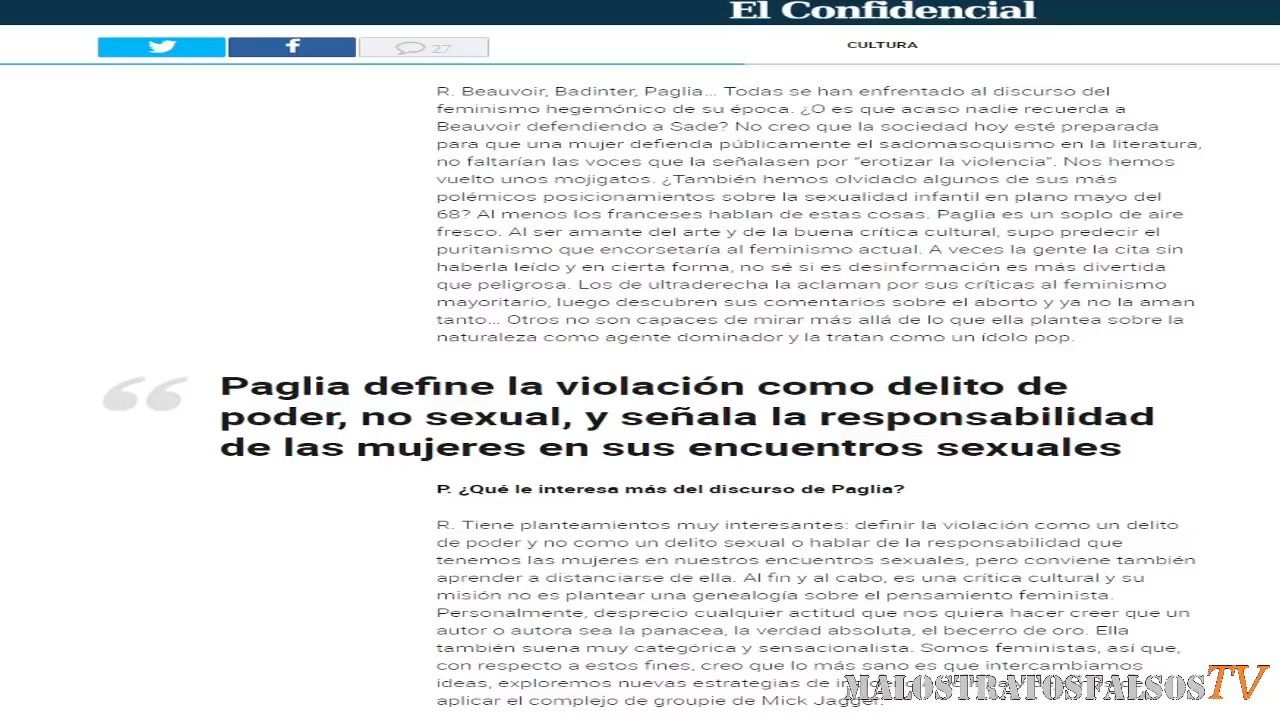 El Confidencial
27
CULTURA
R. Beauvoir, Badinter, Paglia... Todas se han enfrentado al discurso del
feminismo hegemónico de su época. ¿O es que acaso nadie recuerda a
Beauvoir defendiendo a Sade? No creo que la sociedad hoy esté preparada
para que una mujer defienda públicamente el sadomasoquismo en la literatura,
no faltarían las voces que la señalasen por “erotizar la violencia”. Nos hemos
vuelto unos mojigatos. ¿También hemos olvidado algunos de sus más
polémicos posicionamientos sobre la sexualidad infantil en plano mayo del
68? Al menos los franceses hablan de estas cosas. Paglia es un soplo de aire
fresco. Al ser amante del arte y de la buena crítica cultural, supo predecir el
puritanismo que encorsetaría al feminismo actual. A veces la gente la cita sin
haberla leído y en cierta forma, no sé si es desinformación es más divertida
que peligrosa. Los de ultraderecha la aclaman por sus críticas al feminismo
mayoritario, luego descubren sus comentarios sobre el aborto y ya no la aman
tanto... Otros no son capaces de mirar más allá de lo que ella plantea sobre la
naturaleza como agente dominador y la tratan como un ídolo pop.
“ Paglia define la violación como delito de
poder, no sexual, y señala la responsabilidad
de las mujeres en sus encuentros sexuales
P. ¿Qué le interesa más del discurso de Paglia?
R. Tiene planteamientos muy interesantes: definir la violación como un delito
de poder y no como un delito sexual o hablar de la responsabilidad que
tenemos las mujeres en nuestros encuentros sexuales, pero conviene también
aprender a distanciarse de ella. Al fin y al cabo, es una crítica cultural y su
misión no es plantear una genealogía sobre el pensamiento feminista.
Personalmente, desprecio cualquier actitud que nos quiera hacer creer que un
autor o autora sea la panacea, la verdad absoluta, el becerro de oro. Ella
también suena muy categórica y sensacionalista. Somos feministas, así que,
con respecto a estos fines, creo que lo más sano es que intercambiamos
ideas, exploremos nuevas estrategias de
aplicar el complejo de groupie de Mick Jagger.
MALOSTRATOSFALSOSTV